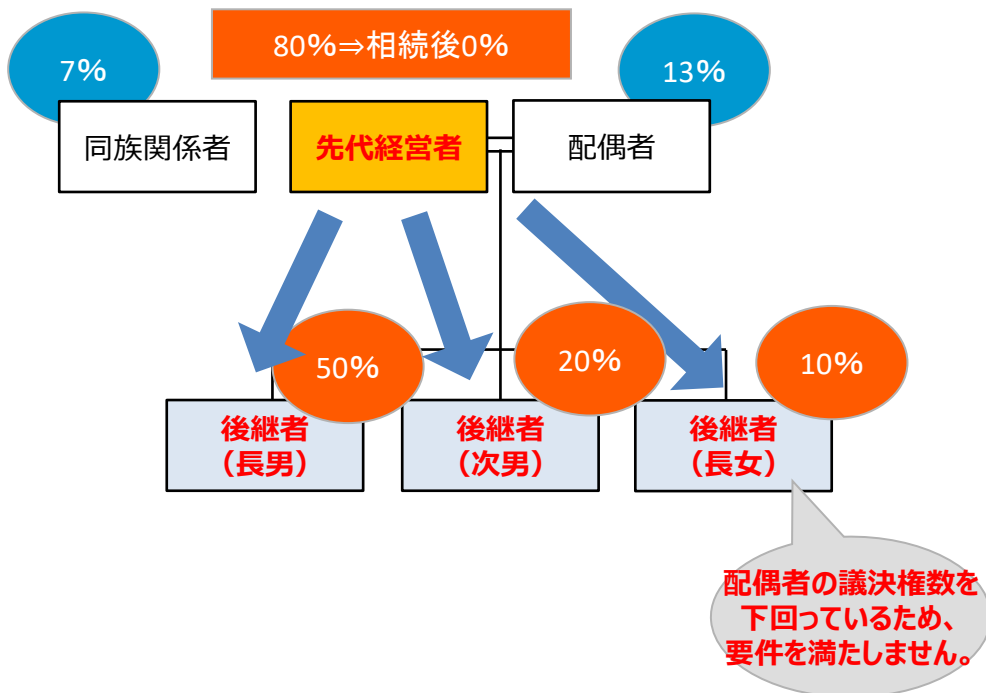 80%⇒相続後0%
7%
13%
同族関係者
先代経営者
配偶者
50%
20%
10%
後継者
（長男）
後継者
（次男）
後継者
（長女）
配偶者の議決権数を
下回っているため、
要件を満たしません。